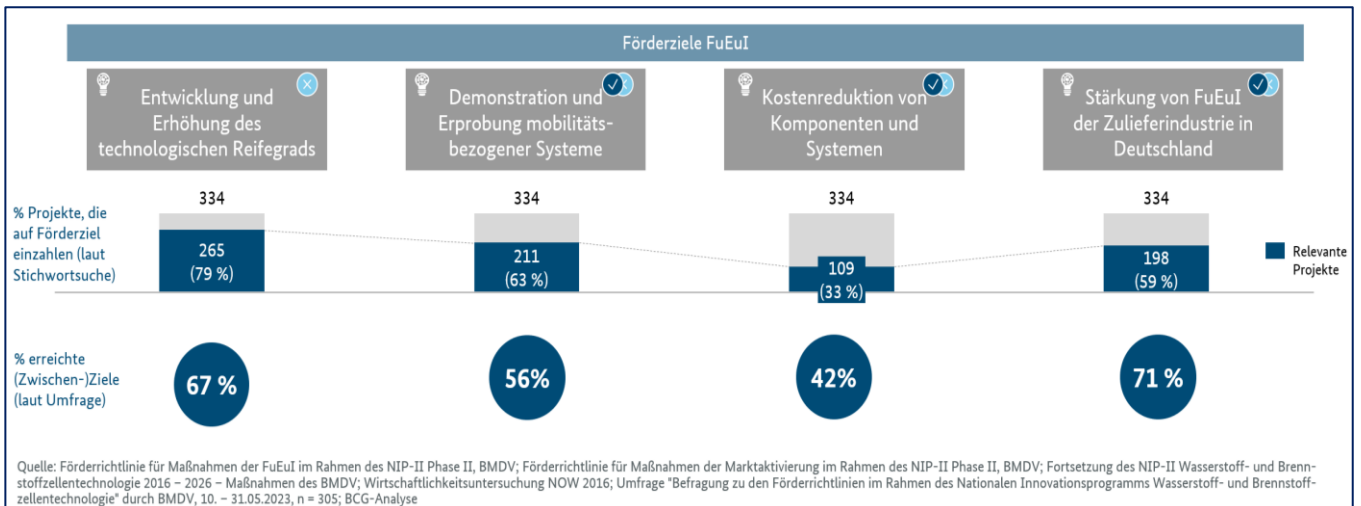 Förderziele FuEuI
Entwicklung und
Erhöhung des
technologischen Reifegrads
Demonstration und
Erprobung mobilitäts-
bezogener Systeme
Kostenreduktion von
Komponenten und
Systemen
Stärkung von FuEuI
der Zulieferindustrie in
Deutschland
% Projekte, die
auf Förderziel
einzahlen (laut
Stichwortsuche)
334
265
(79 %)
334
211
(63 %)
334
109
(33 %)
334
198
(59 %)
Relevante
Projekte
% erreichte
(Zwischen-)Ziele
(laut Umfrage)
67 %
56%
42%
71 %
Quelle: Förderrichtlinie für Maßnahmen der FuEuI im Rahmen des NIP-II Phase II, BMDV; Förderrichtlinie für Maßnahmen der Marktaktivierung im Rahmen des NIP-II Phase II, BMDV; Fortsetzung des NIP-II Wasserstoff- und Brenn-
stoffzellentechnologie 2016 – 2026 – Maßnahmen des BMDV; Wirtschaftlichkeitsuntersuchung NOW 2016; Umfrage "Befragung zu den Förderrichtlinien im Rahmen des Nationalen Innovationsprogramms Wasserstoff- und Brennstoff-
zellentechnologie" durch BMDV, 10. – 31.05.2023, n = 305; BCG-Analyse